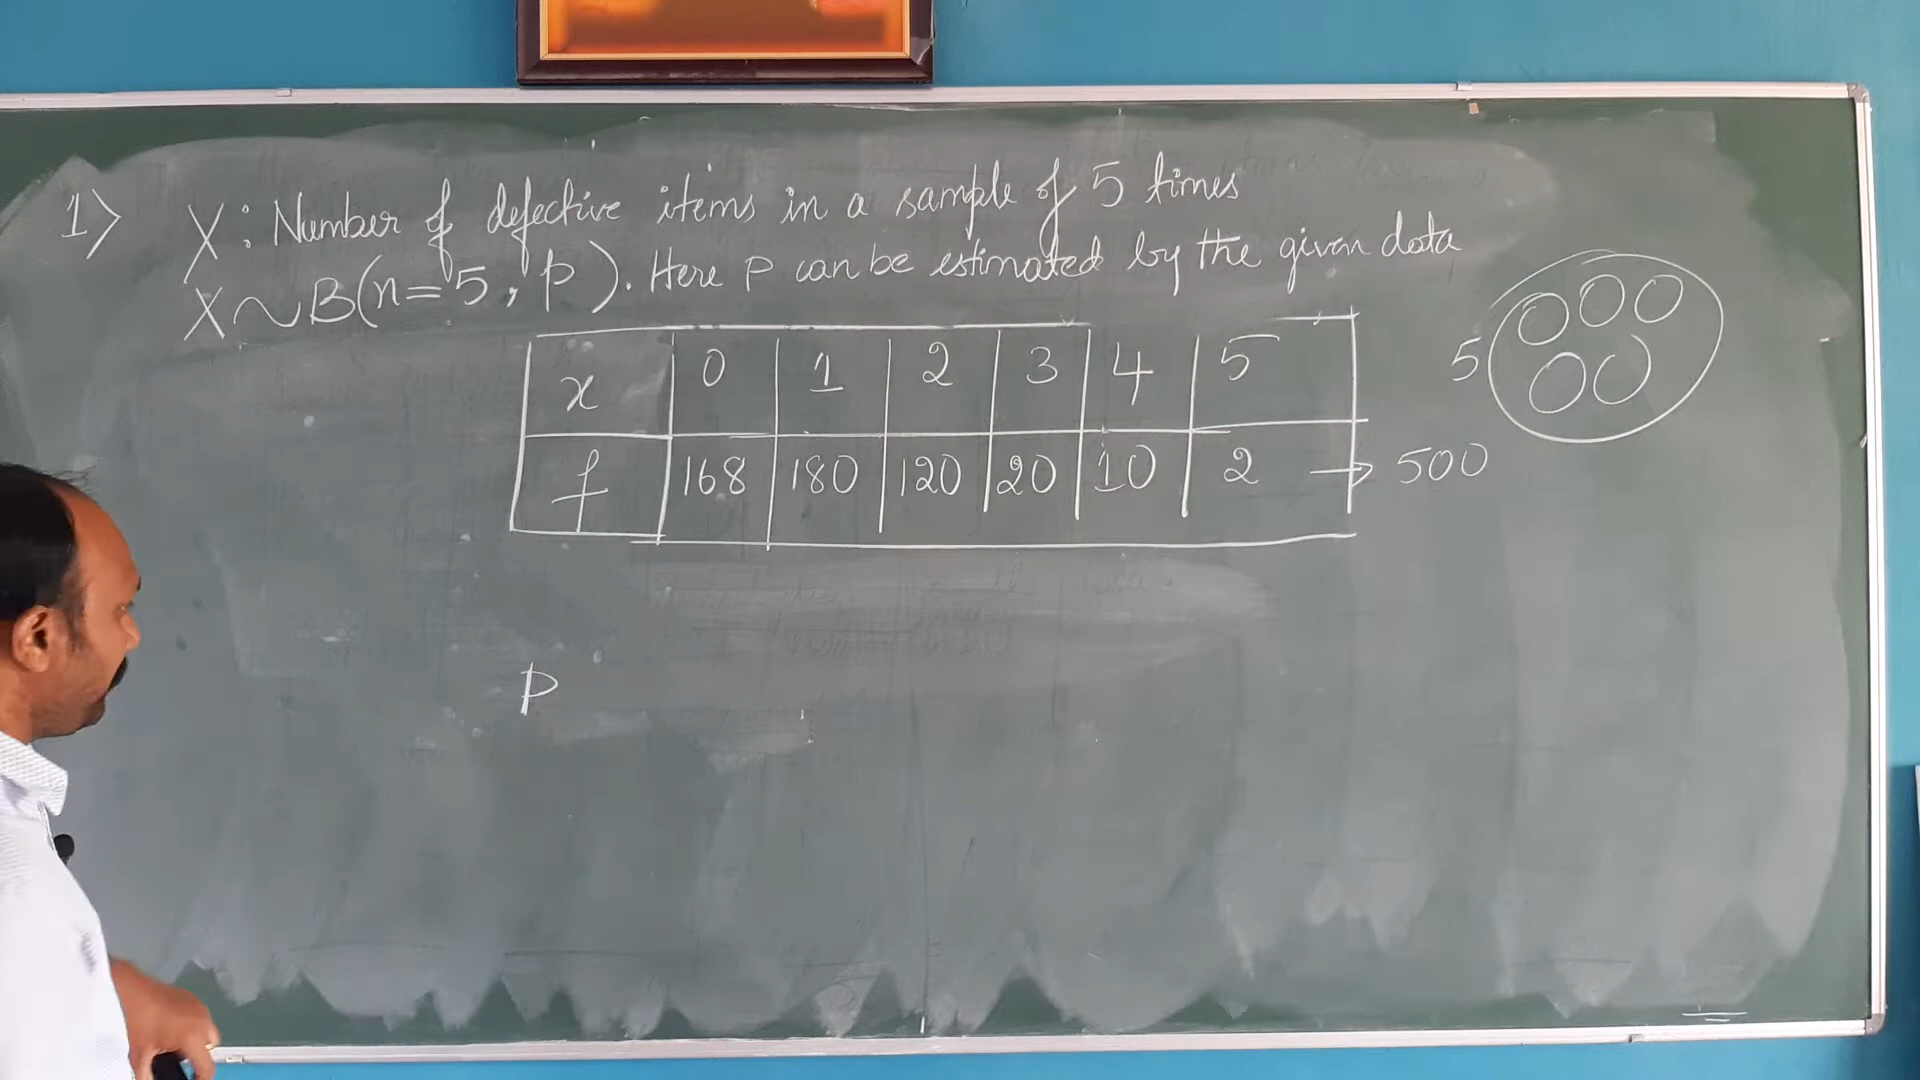 1) X : Number of defective items in a sample of 5 times
X ~ B(n=5, p). Here p can be estimated by the given data
x 0 1 2 3 4 5
f 168 180 120 20 10 2 → 500
5
p